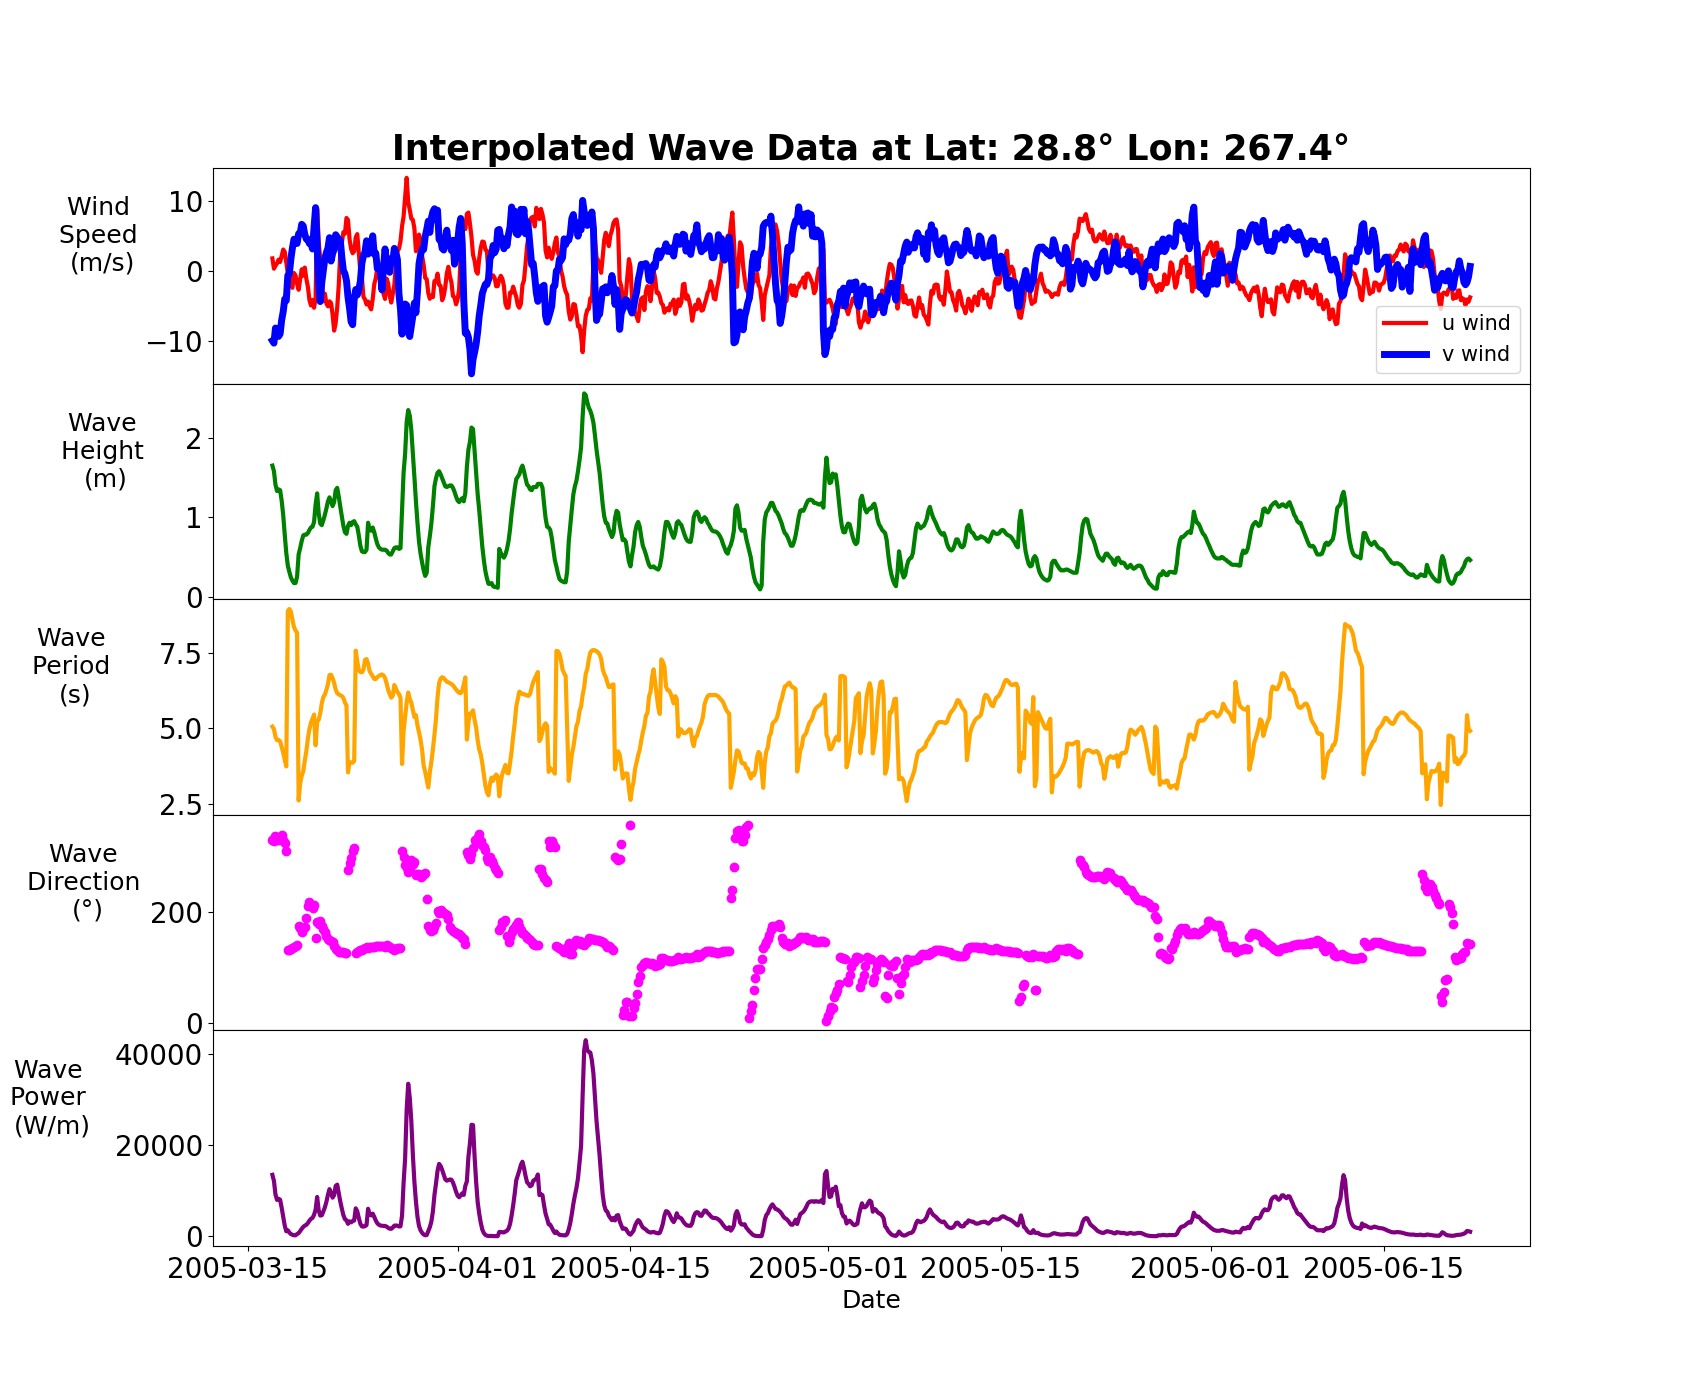 Interpolated Wave Data at Lat: 28.8° Lon: 267.4°
Wind
Speed
(m/s)
10
0
−10
u wind
v wind
Wave
Height
(m)
2
1
0
Wave
Period
(s)
7.5
5.0
2.5
Wave
Direction
(°)
200
0
Wave
Power
(W/m)
40000
20000
0
2005-03-15 2005-04-01 2005-04-15 2005-05-01 2005-05-15 2005-06-01 2005-06-15
Date